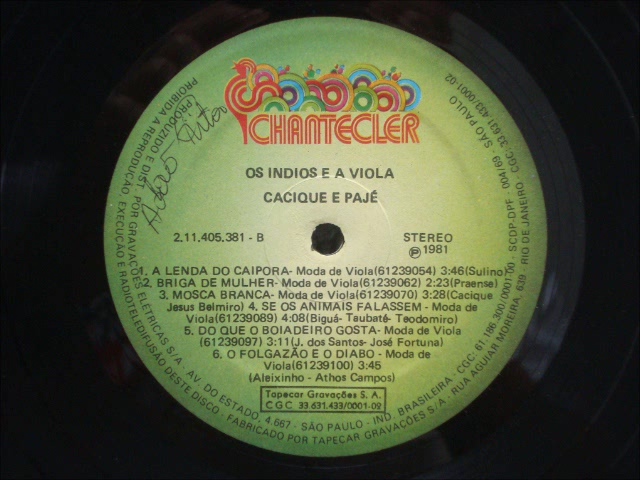 CHANTECLER
OS INDIOS E A VIOLA
CACIQUE E PAJÉ
2.11.405.381 - B
STEREO
Ⓟ1981
1. A LENDA DO CAIPORA- Moda de Viola(61239054) 3:46(Sulino)
2. BRIGA DE MULHER- Moda de Viola(61239062) 2:23(Praense)
3. MOSCA BRANCA- Moda de Viola(61239070) 3:28(Cacique
Jesus Belmiro) 4. SE OS ANIMAIS FALASSEM - Moda de
Viola(61239089) 4:08(Biguá- Taubaté- Teodomiro)
5. DO QUE O BOIADEIRO GOSTA- Moda de Viola
(61239097) 3:11(J. dos Santos- José Fortuna)
6. O FOLGAZÃO E O DIABO- Moda de
Viola(61239100) 3:45
(Aleixinho - Athos Campos)
Tapecar Gravações S. A.
CGC 33.631.433/0001-02
PRODUZIDO E DIST. POR GRAVAÇÕES ELÉTRICAS S/A - AV. DO ESTADO, 4.667 - SÃO PAULO - IND. BRASILEIRA - CGC: 61.186.300/0001-00 - SCDP-DPF - 004/69 - SÃO PAULO
PROIBIDA A REPRODUÇÃO, EXECUÇÃO E RADIOTELEDIFUSÃO DESTE DISCO. FABRICADO POR TAPECAR GRAVAÇÕES S/A - RUA AGUIAR MOREIRA, 639 - RIO DE JANEIRO - CGC 33.631.433/0001-02